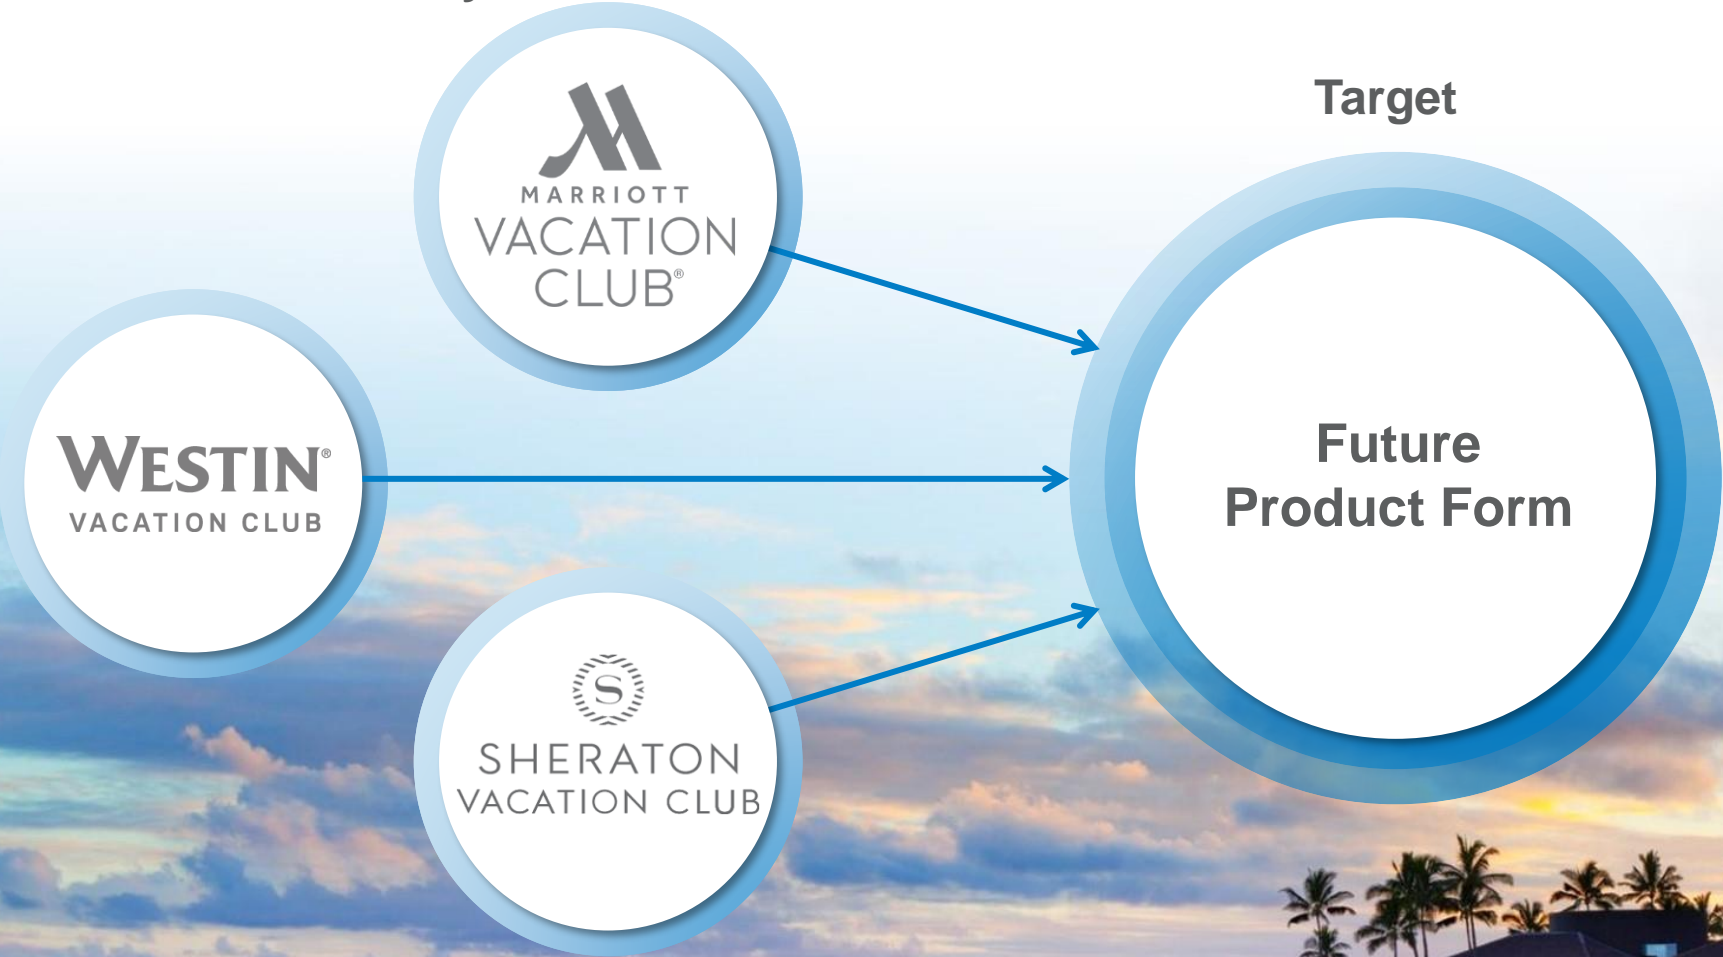 Target
MARRIOTT
VACATION
CLUB®
WESTIN®
VACATION CLUB
S
SHERATON
VACATION CLUB
Future
Product Form